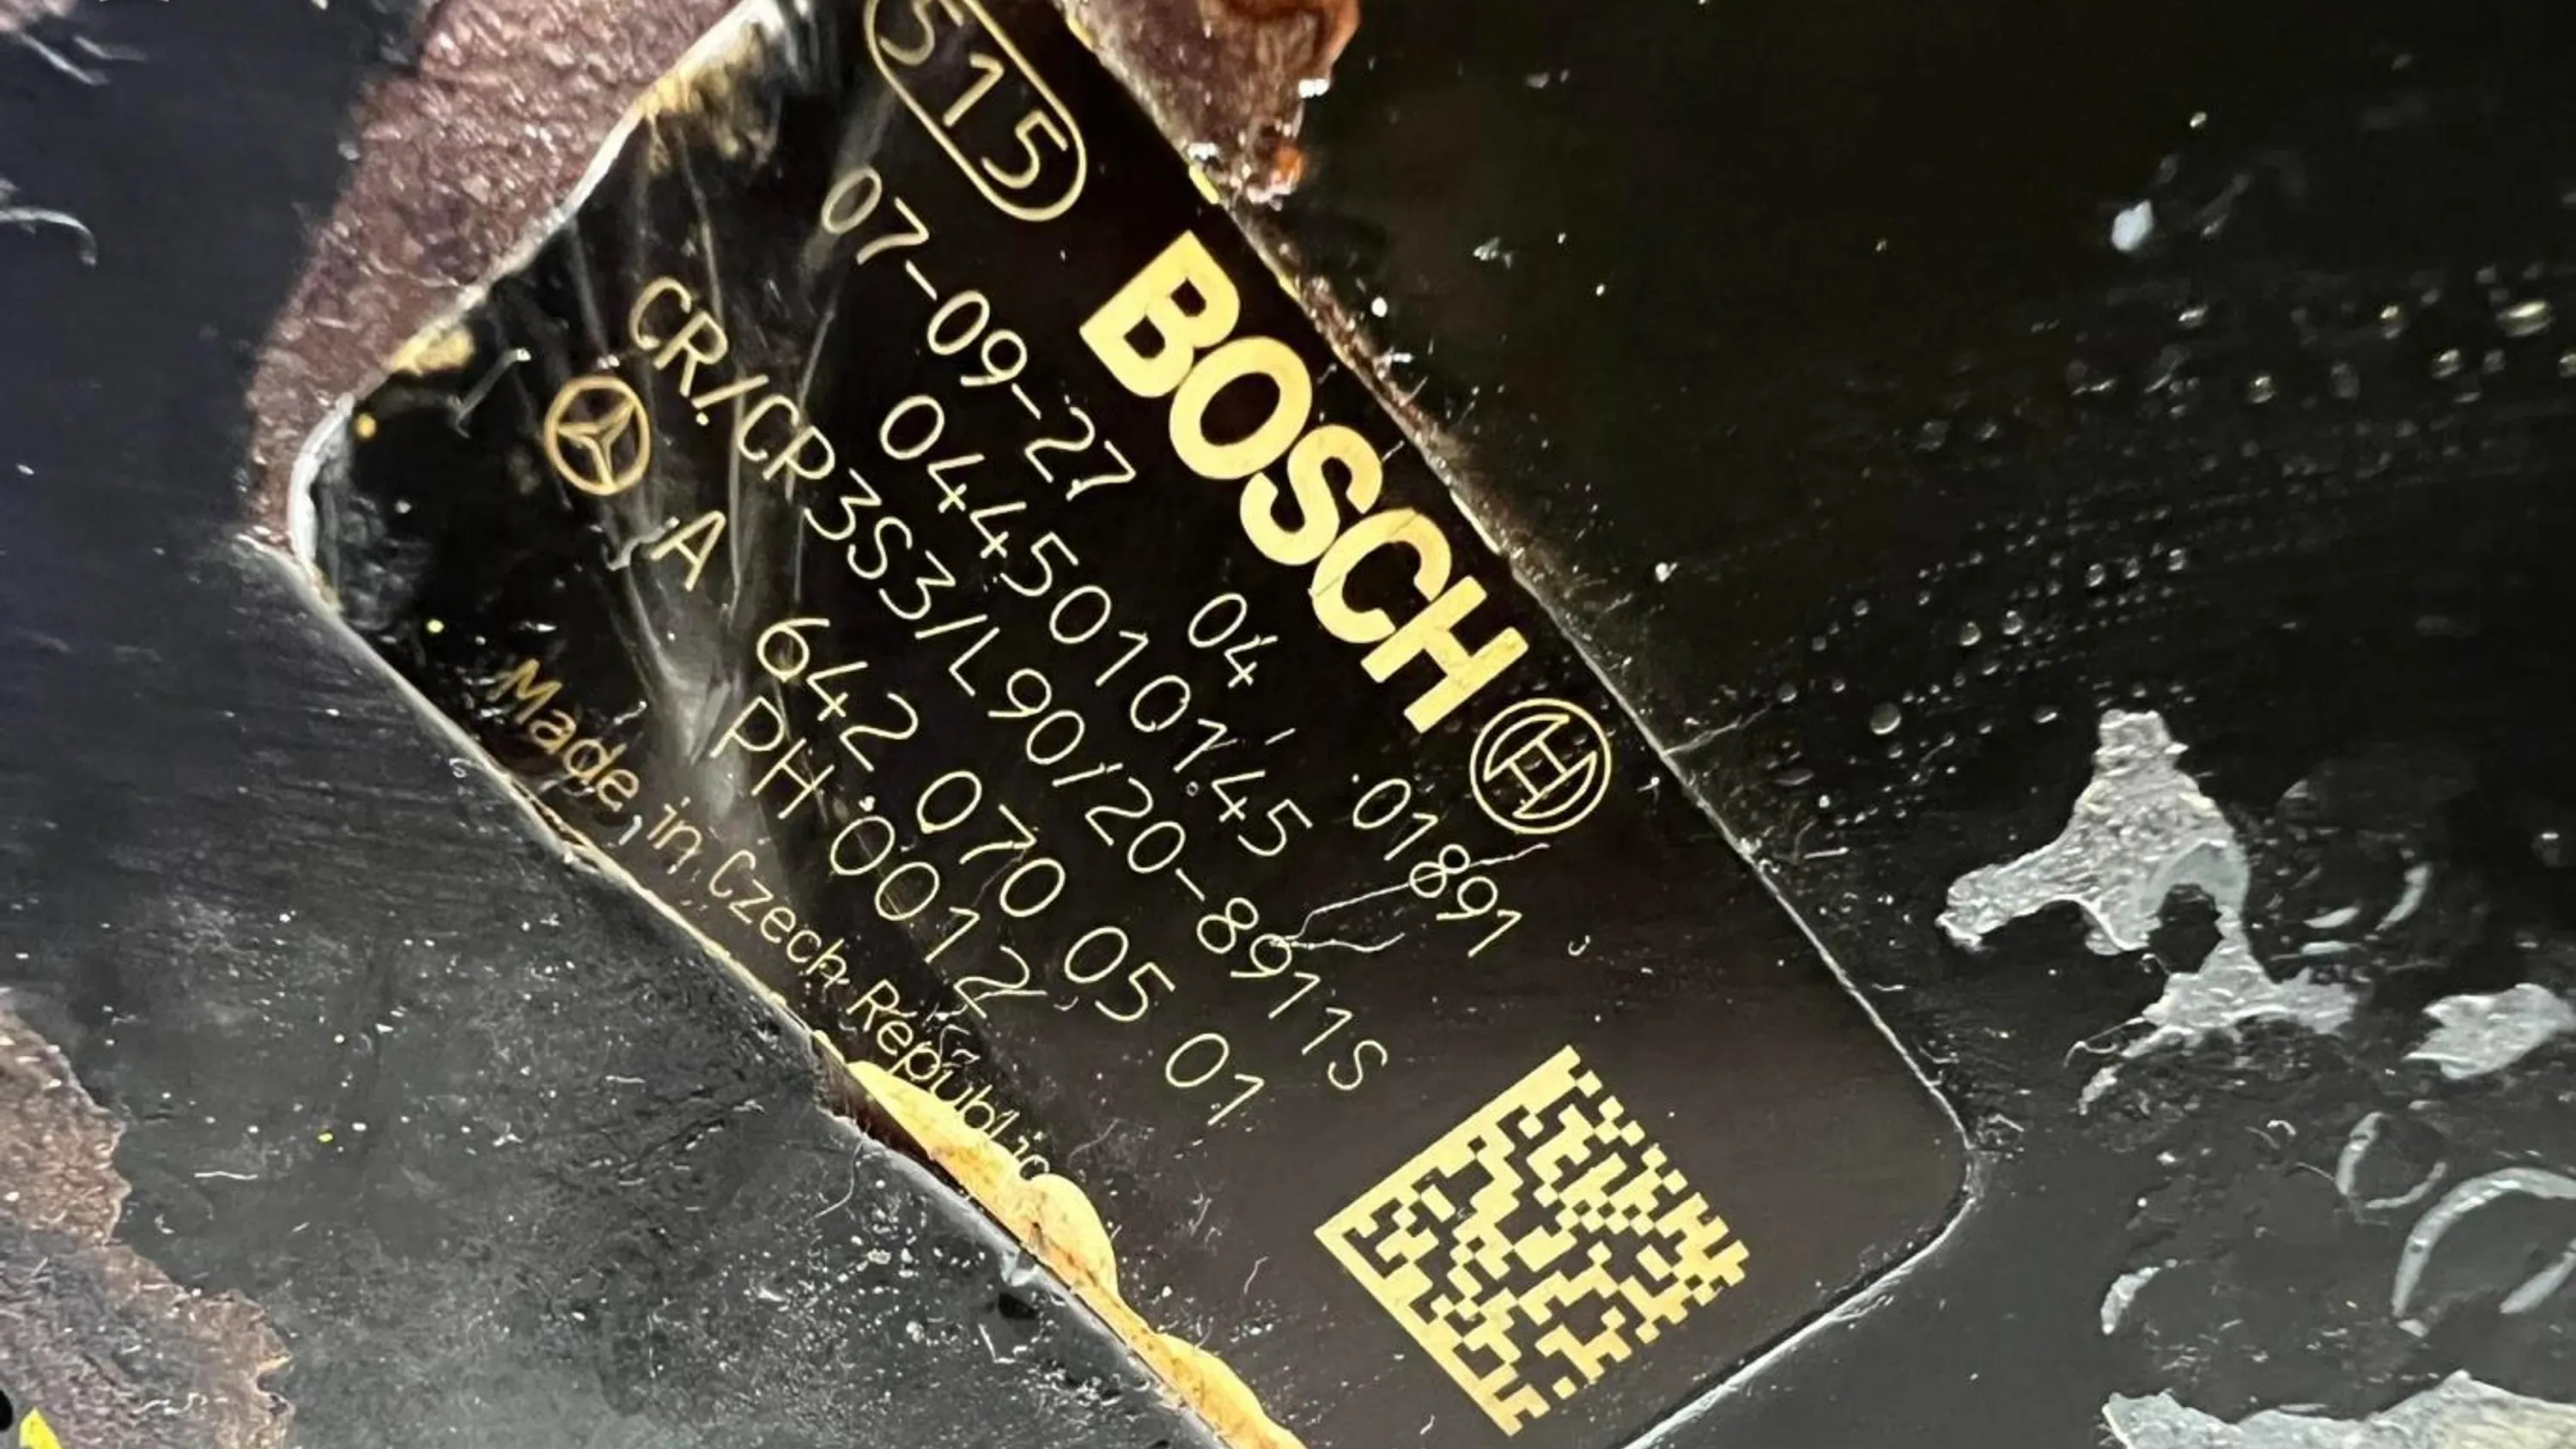 515
BOSCH
07-09-27 04 01891
0445010145
CR/CP3S3/L90/20-8911S
A 642 070 05 01
PH 0012
Made in Czech Republic